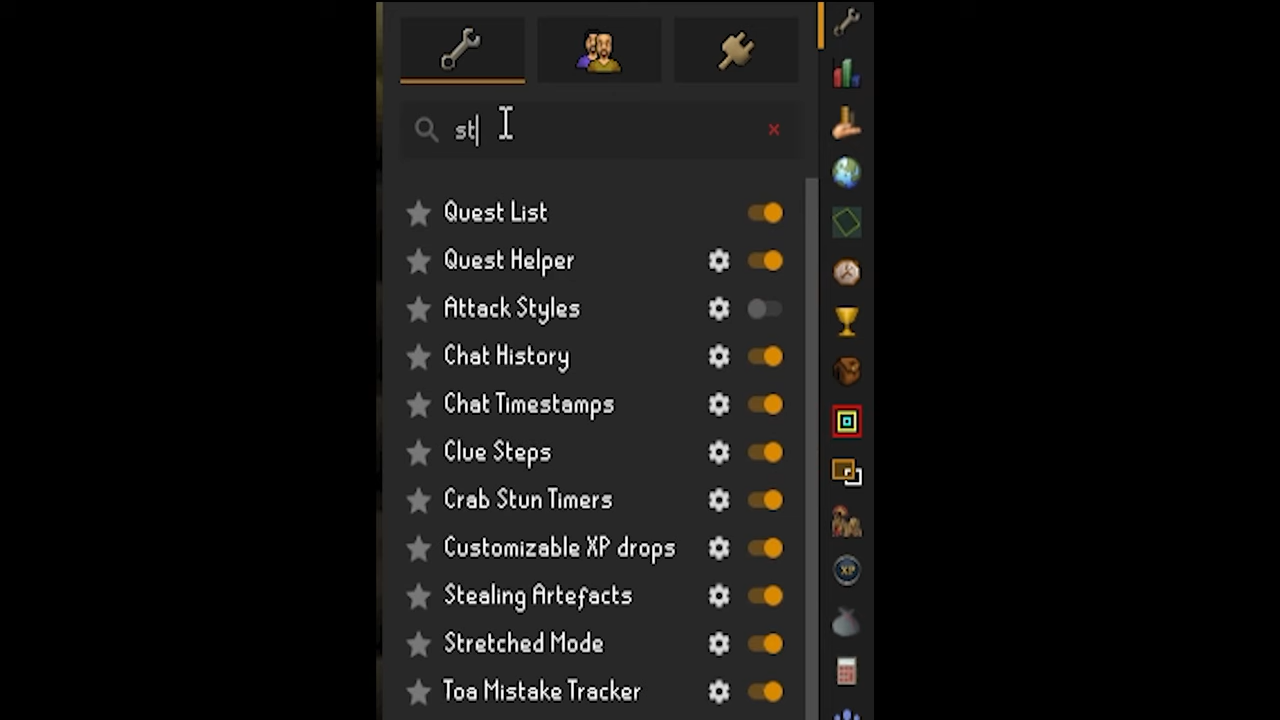 st
Quest List
Quest Helper
Attack Styles
Chat History
Chat Timestamps
Clue Steps
Crab Stun Timers
Customizable XP drops
Stealing Artefacts
Stretched Mode
Toa Mistake Tracker
XP